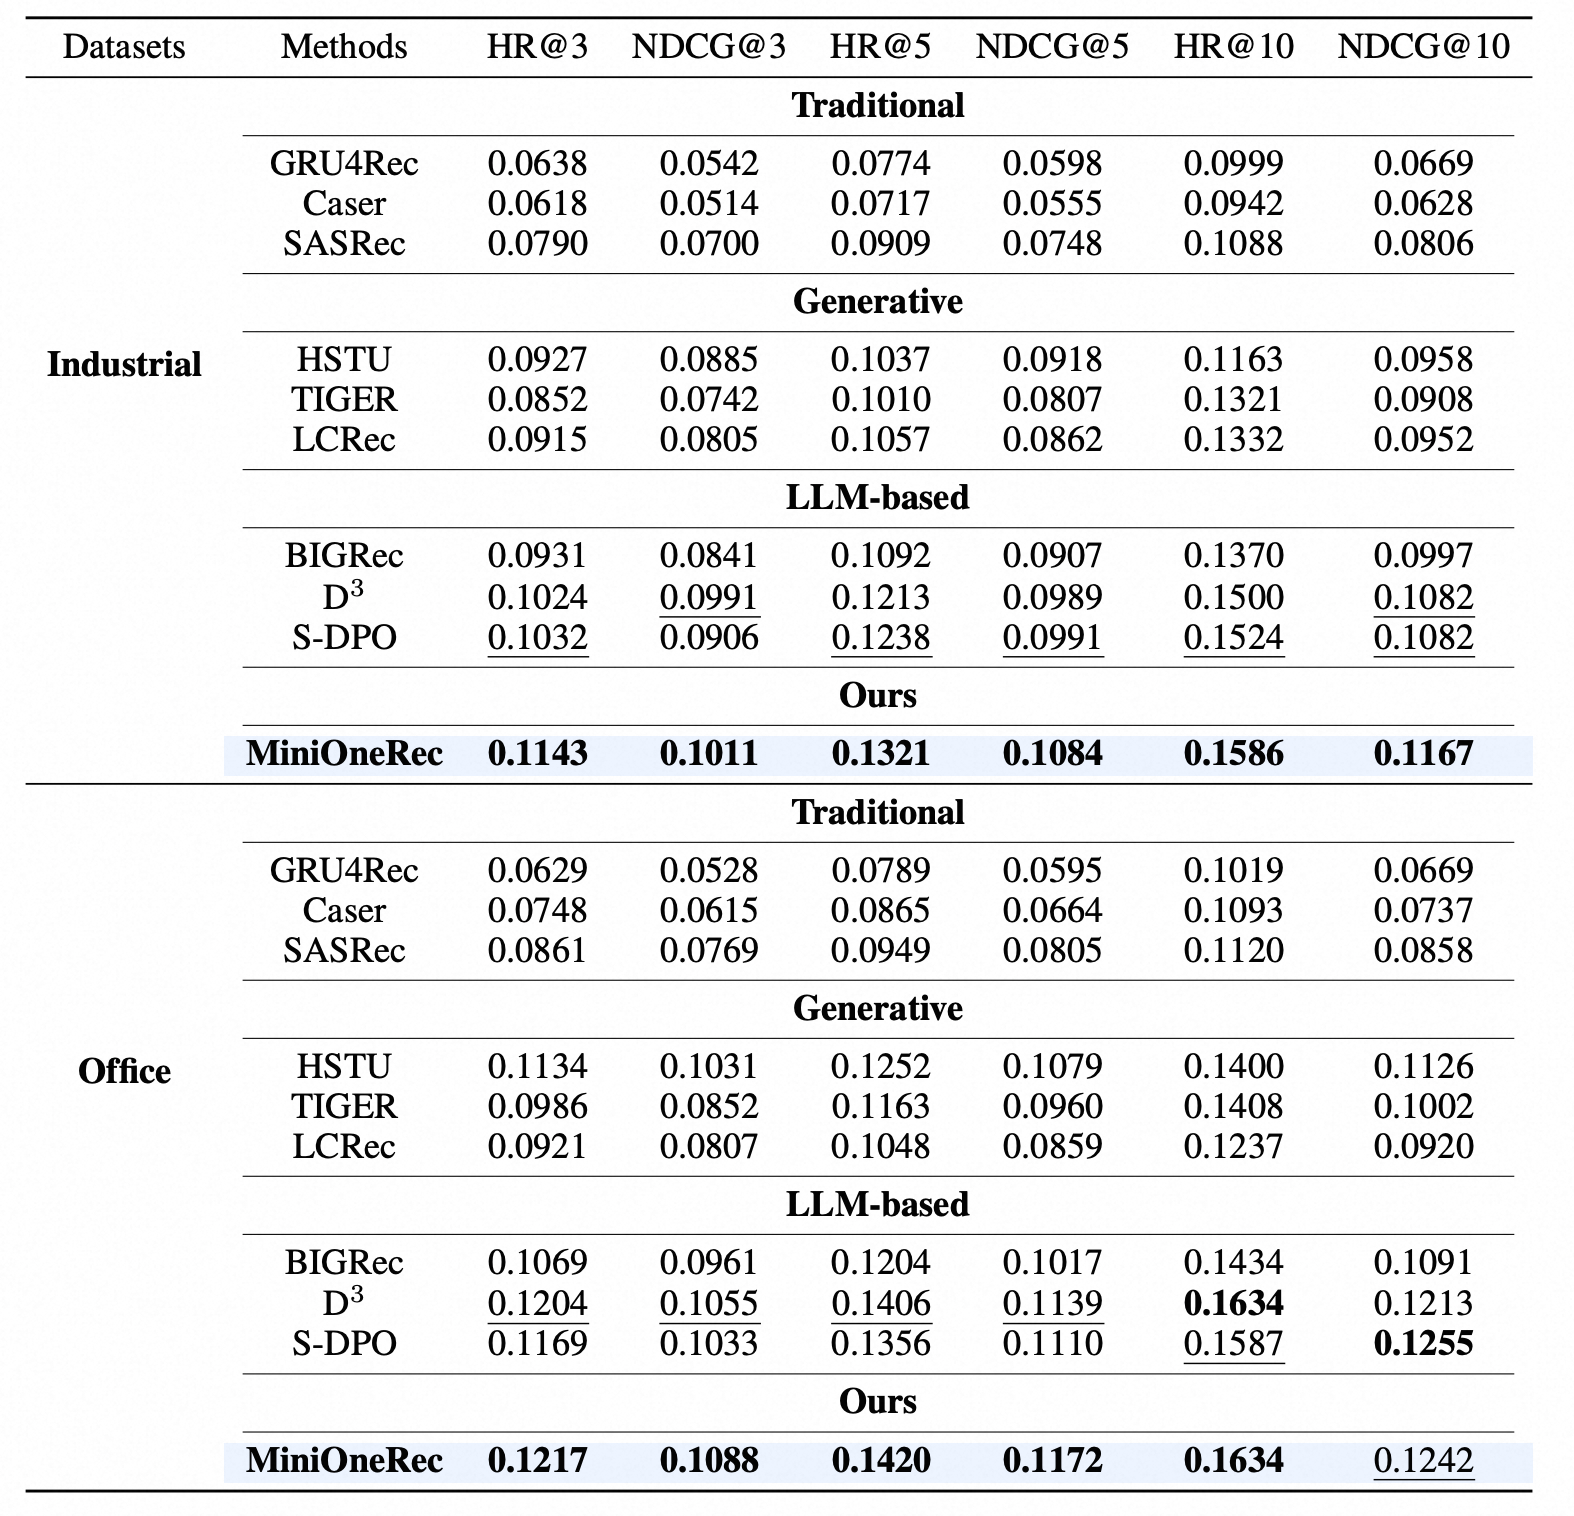 Datasets Methods HR@3 NDCG@3 HR@5 NDCG@5 HR@10 NDCG@10
Traditional
GRU4Rec 0.0638 0.0542 0.0774 0.0598 0.0999 0.0669
Caser 0.0618 0.0514 0.0717 0.0555 0.0942 0.0628
SASRec 0.0790 0.0700 0.0909 0.0748 0.1088 0.0806
Generative
Industrial
HSTU 0.0927 0.0885 0.1037 0.0918 0.1163 0.0958
TIGER 0.0852 0.0742 0.1010 0.0807 0.1321 0.0908
LCRec 0.0915 0.0805 0.1057 0.0862 0.1332 0.0952
LLM-based
BIGRec 0.0931 0.0841 0.1092 0.0907 0.1370 0.0997
D³ 0.1024 0.0991 0.1213 0.0989 0.1500 0.1082
S-DPO 0.1032 0.0906 0.1238 0.0991 0.1524 0.1082
Ours
MiniOneRec 0.1143 0.1011 0.1321 0.1084 0.1586 0.1167
Traditional
GRU4Rec 0.0629 0.0528 0.0789 0.0595 0.1019 0.0669
Caser 0.0748 0.0615 0.0865 0.0664 0.1093 0.0737
SASRec 0.0861 0.0769 0.0949 0.0805 0.1120 0.0858
Generative
Office
HSTU 0.1134 0.1031 0.1252 0.1079 0.1400 0.1126
TIGER 0.0986 0.0852 0.1163 0.0960 0.1408 0.1002
LCRec 0.0921 0.0807 0.1048 0.0859 0.1237 0.0920
LLM-based
BIGRec 0.1069 0.0961 0.1204 0.1017 0.1434 0.1091
D³ 0.1204 0.1055 0.1406 0.1139 0.1634 0.1213
S-DPO 0.1169 0.1033 0.1356 0.1110 0.1587 0.1255
Ours
MiniOneRec 0.1217 0.1088 0.1420 0.1172 0.1634 0.1242